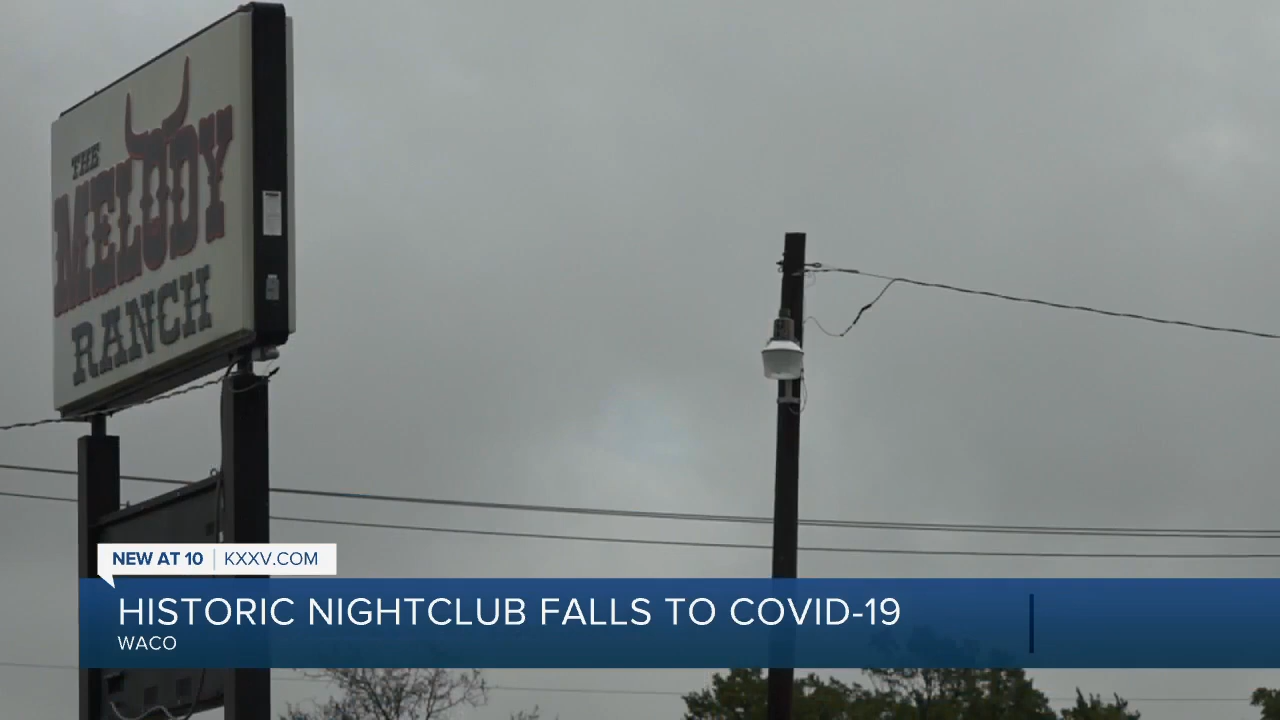 THE
MELODY
RANCH
NEW AT 10 | KXXV.COM
HISTORIC NIGHTCLUB FALLS TO COVID-19
WACO